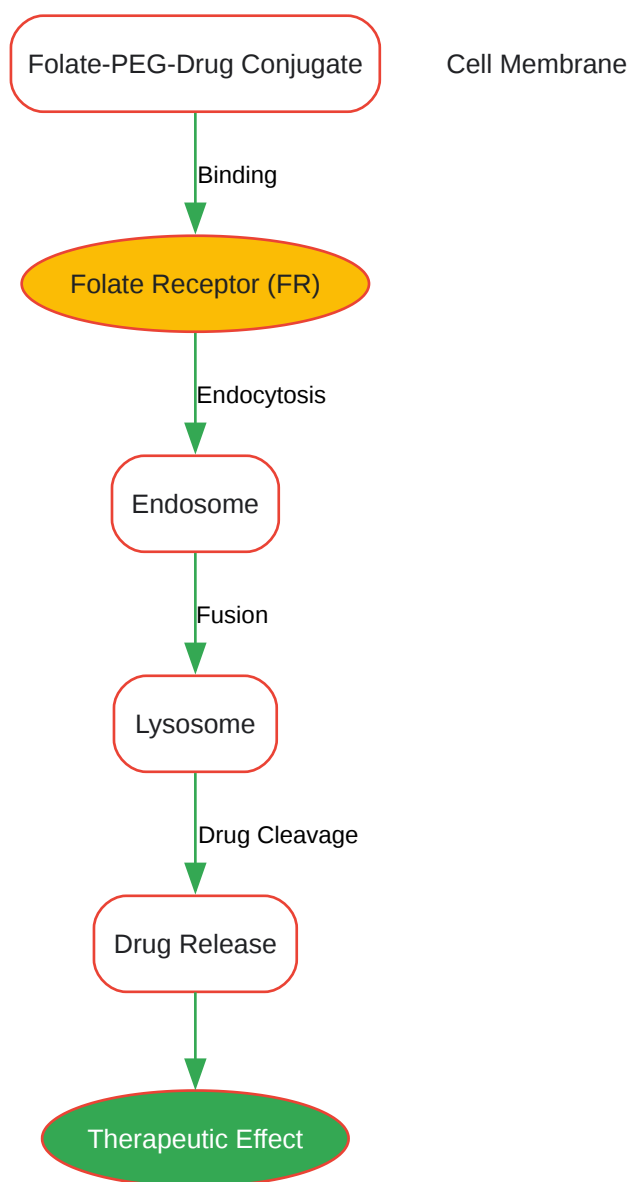 Folate-PEG-Drug Conjugate
Cell Membrane
Binding
Folate Receptor (FR)
Endocytosis
Endosome
Fusion
Lysosome
Drug Cleavage
Drug Release
Therapeutic Effect